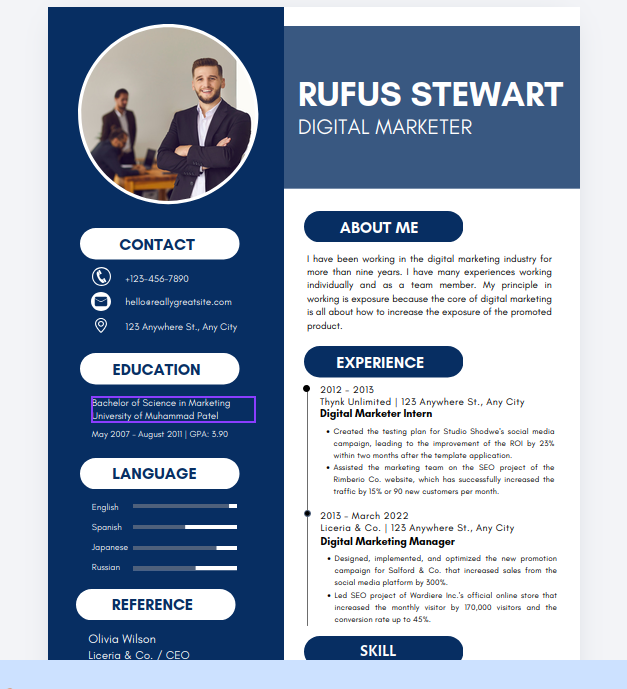 RUFUS STEWART
DIGITAL MARKETER
CONTACT
+123-456-7890
hello@reallygreatsite.com
123 Anywhere St., Any City
EDUCATION
Bachelor of Science in Marketing
University of Muhammad Patel
May 2007 - August 2011 | GPA: 3.90
LANGUAGE
English
Spanish
Japanese
Russian
REFERENCE
Olivia Wilson
Liceria & Co. / CEO
ABOUT ME
I have been working in the digital marketing industry for
more than nine years. I have many experiences working
individually and as a team member. My principle in
working is exposure because the core of digital marketing
is all about how to increase the exposure of the promoted
product.
EXPERIENCE
2012 - 2013
Thynk Unlimited | 123 Anywhere St., Any City
Digital Marketer Intern
• Created the testing plan for Studio Shodwe's social media
campaign, leading to the improvement of the ROI by 23%
within two months after the template application.
• Assisted the marketing team on the SEO project of the
Rimberio Co. website, which has successfully increased the
traffic by 15% or 90 new customers per month.
2013 - March 2022
Liceria & Co. | 123 Anywhere St., Any City
Digital Marketing Manager
• Designed, implemented, and optimized the new promotion
campaign for Salford & Co. that increased sales from the
social media platform by 300%.
• Led SEO project of Wardiere Inc.'s official online store that
increased the monthly visitor by 170,000 visitors and the
conversion rate up to 45%.
SKILL